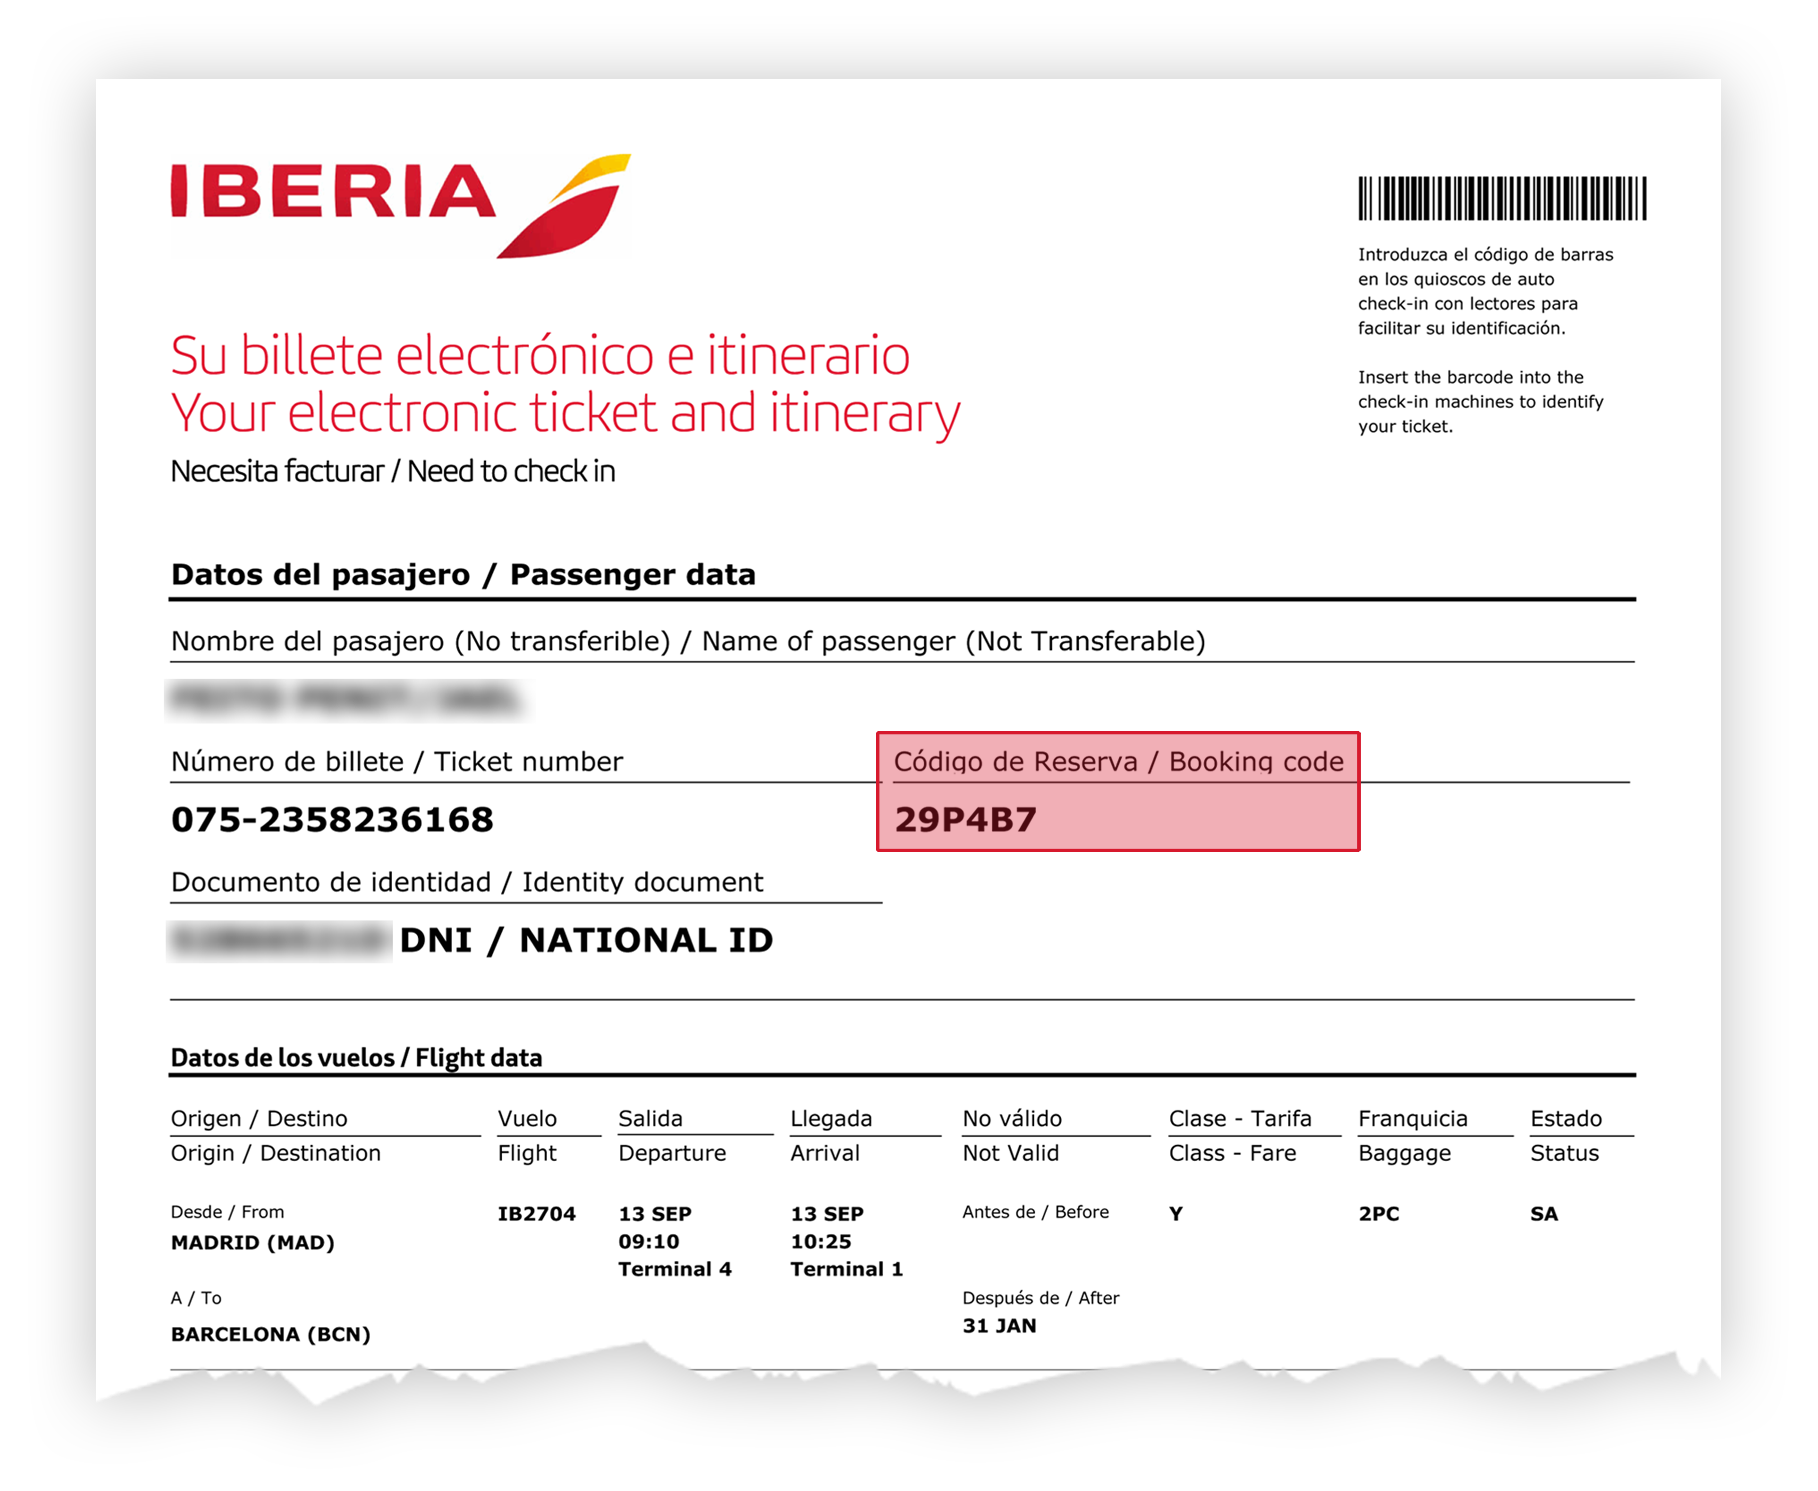 IBERIA
Introduzca el código de barras
en los quioscos de auto
check-in con lectores para
facilitar su identificación.
Insert the barcode into the
check-in machines to identify
your ticket.
Su billete electrónico e itinerario
Your electronic ticket and itinerary
Necesita facturar / Need to check in
Datos del pasajero / Passenger data
Nombre del pasajero (No transferible) / Name of passenger (Not Transferable)
Número de billete / Ticket number Código de Reserva / Booking code
075-2358236168 29P4B7
Documento de identidad / Identity document
DNI / NATIONAL ID
Datos de los vuelos / Flight data
Origen / Destino Vuelo Salida Llegada No válido Clase - Tarifa Franquicia Estado
Origin / Destination Flight Departure Arrival Not Valid Class - Fare Baggage Status
Desde / From IB2704 13 SEP 13 SEP Antes de / Before Y 2PC SA
MADRID (MAD) 09:10 10:25
Terminal 4 Terminal 1
A / To Después de / After
BARCELONA (BCN) 31 JAN